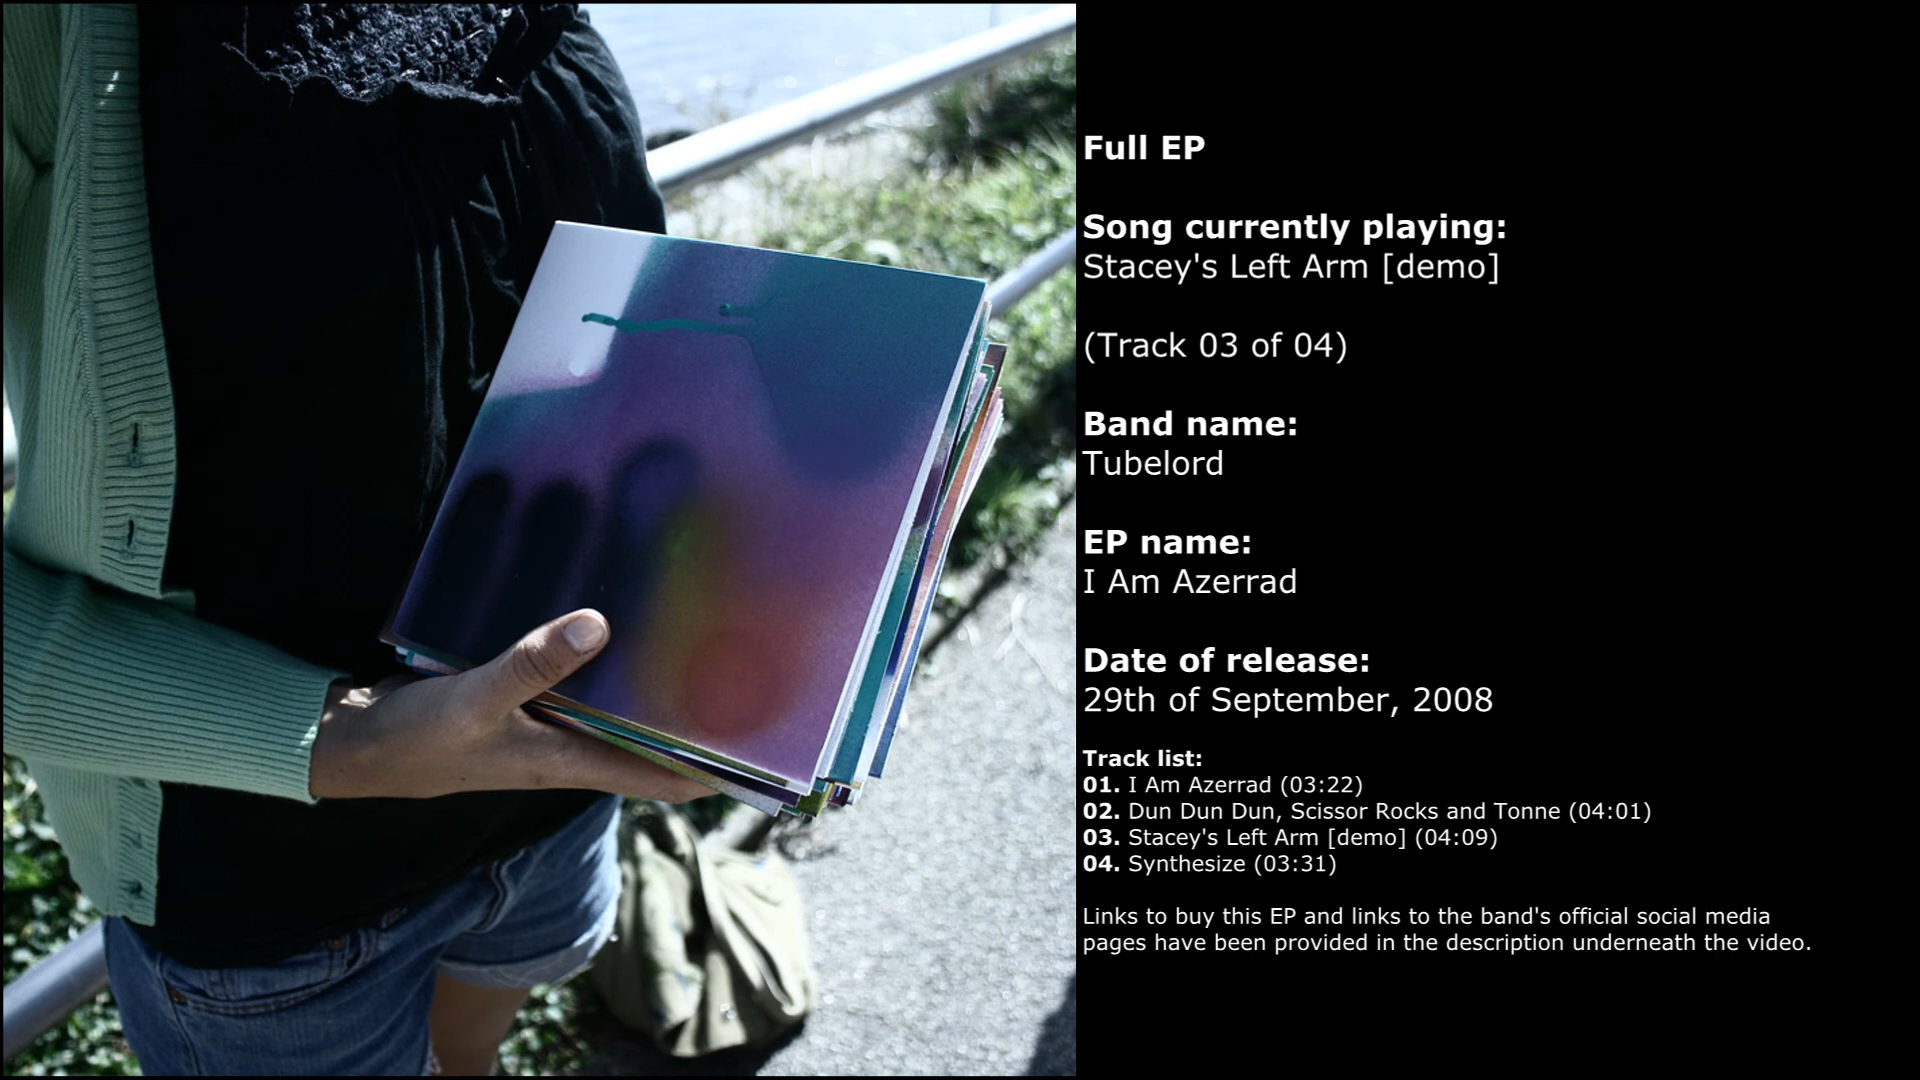 Full EP
Song currently playing:
Stacey's Left Arm [demo]
(Track 03 of 04)
Band name:
Tubelord
EP name:
I Am Azerrad
Date of release:
29th of September, 2008
Track list:
01. I Am Azerrad (03:22)
02. Dun Dun Dun, Scissor Rocks and Tonne (04:01)
03. Stacey's Left Arm [demo] (04:09)
04. Synthesize (03:31)
Links to buy this EP and links to the band's official social media
pages have been provided in the description underneath the video.